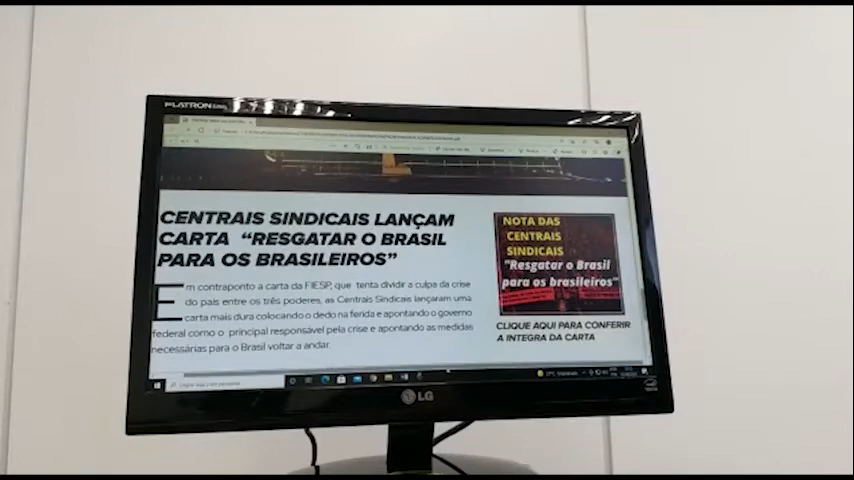 FLATRON
CENTRAIS SINDICAIS LANÇAM
CARTA “RESGATAR O BRASIL
PARA OS BRASILEIROS”
Em contraponto a carta da FIESP, que tenta dividir a culpa da crise
do país entre os três poderes, as Centrais Sindicais lançaram uma
carta mais dura colocando o dedo na ferida e apontando o governo
federal como o principal responsável pela crise e apontando as medidas
necessárias para o Brasil voltar a andar.
NOTA DAS
CENTRAIS
SINDICAIS
"Resgatar o Brasil
para os brasileiros"
CLIQUE AQUI PARA CONFERIR
A INTEGRA DA CARTA
LG